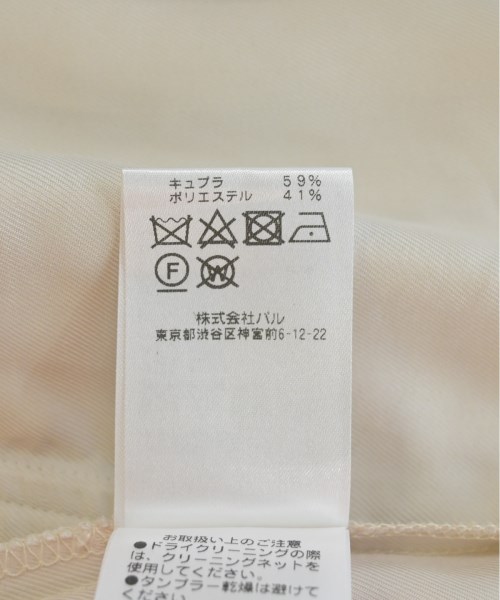 キュプラ 59%
ポリエステル 41%
F W
株式会社パル
東京都渋谷区神宮前6-12-22
お取扱い上のご注意
●ドライクリーニングの際
は、クリーニングネットを
使用してください。
●タンブラー乾燥は避けて
ください。